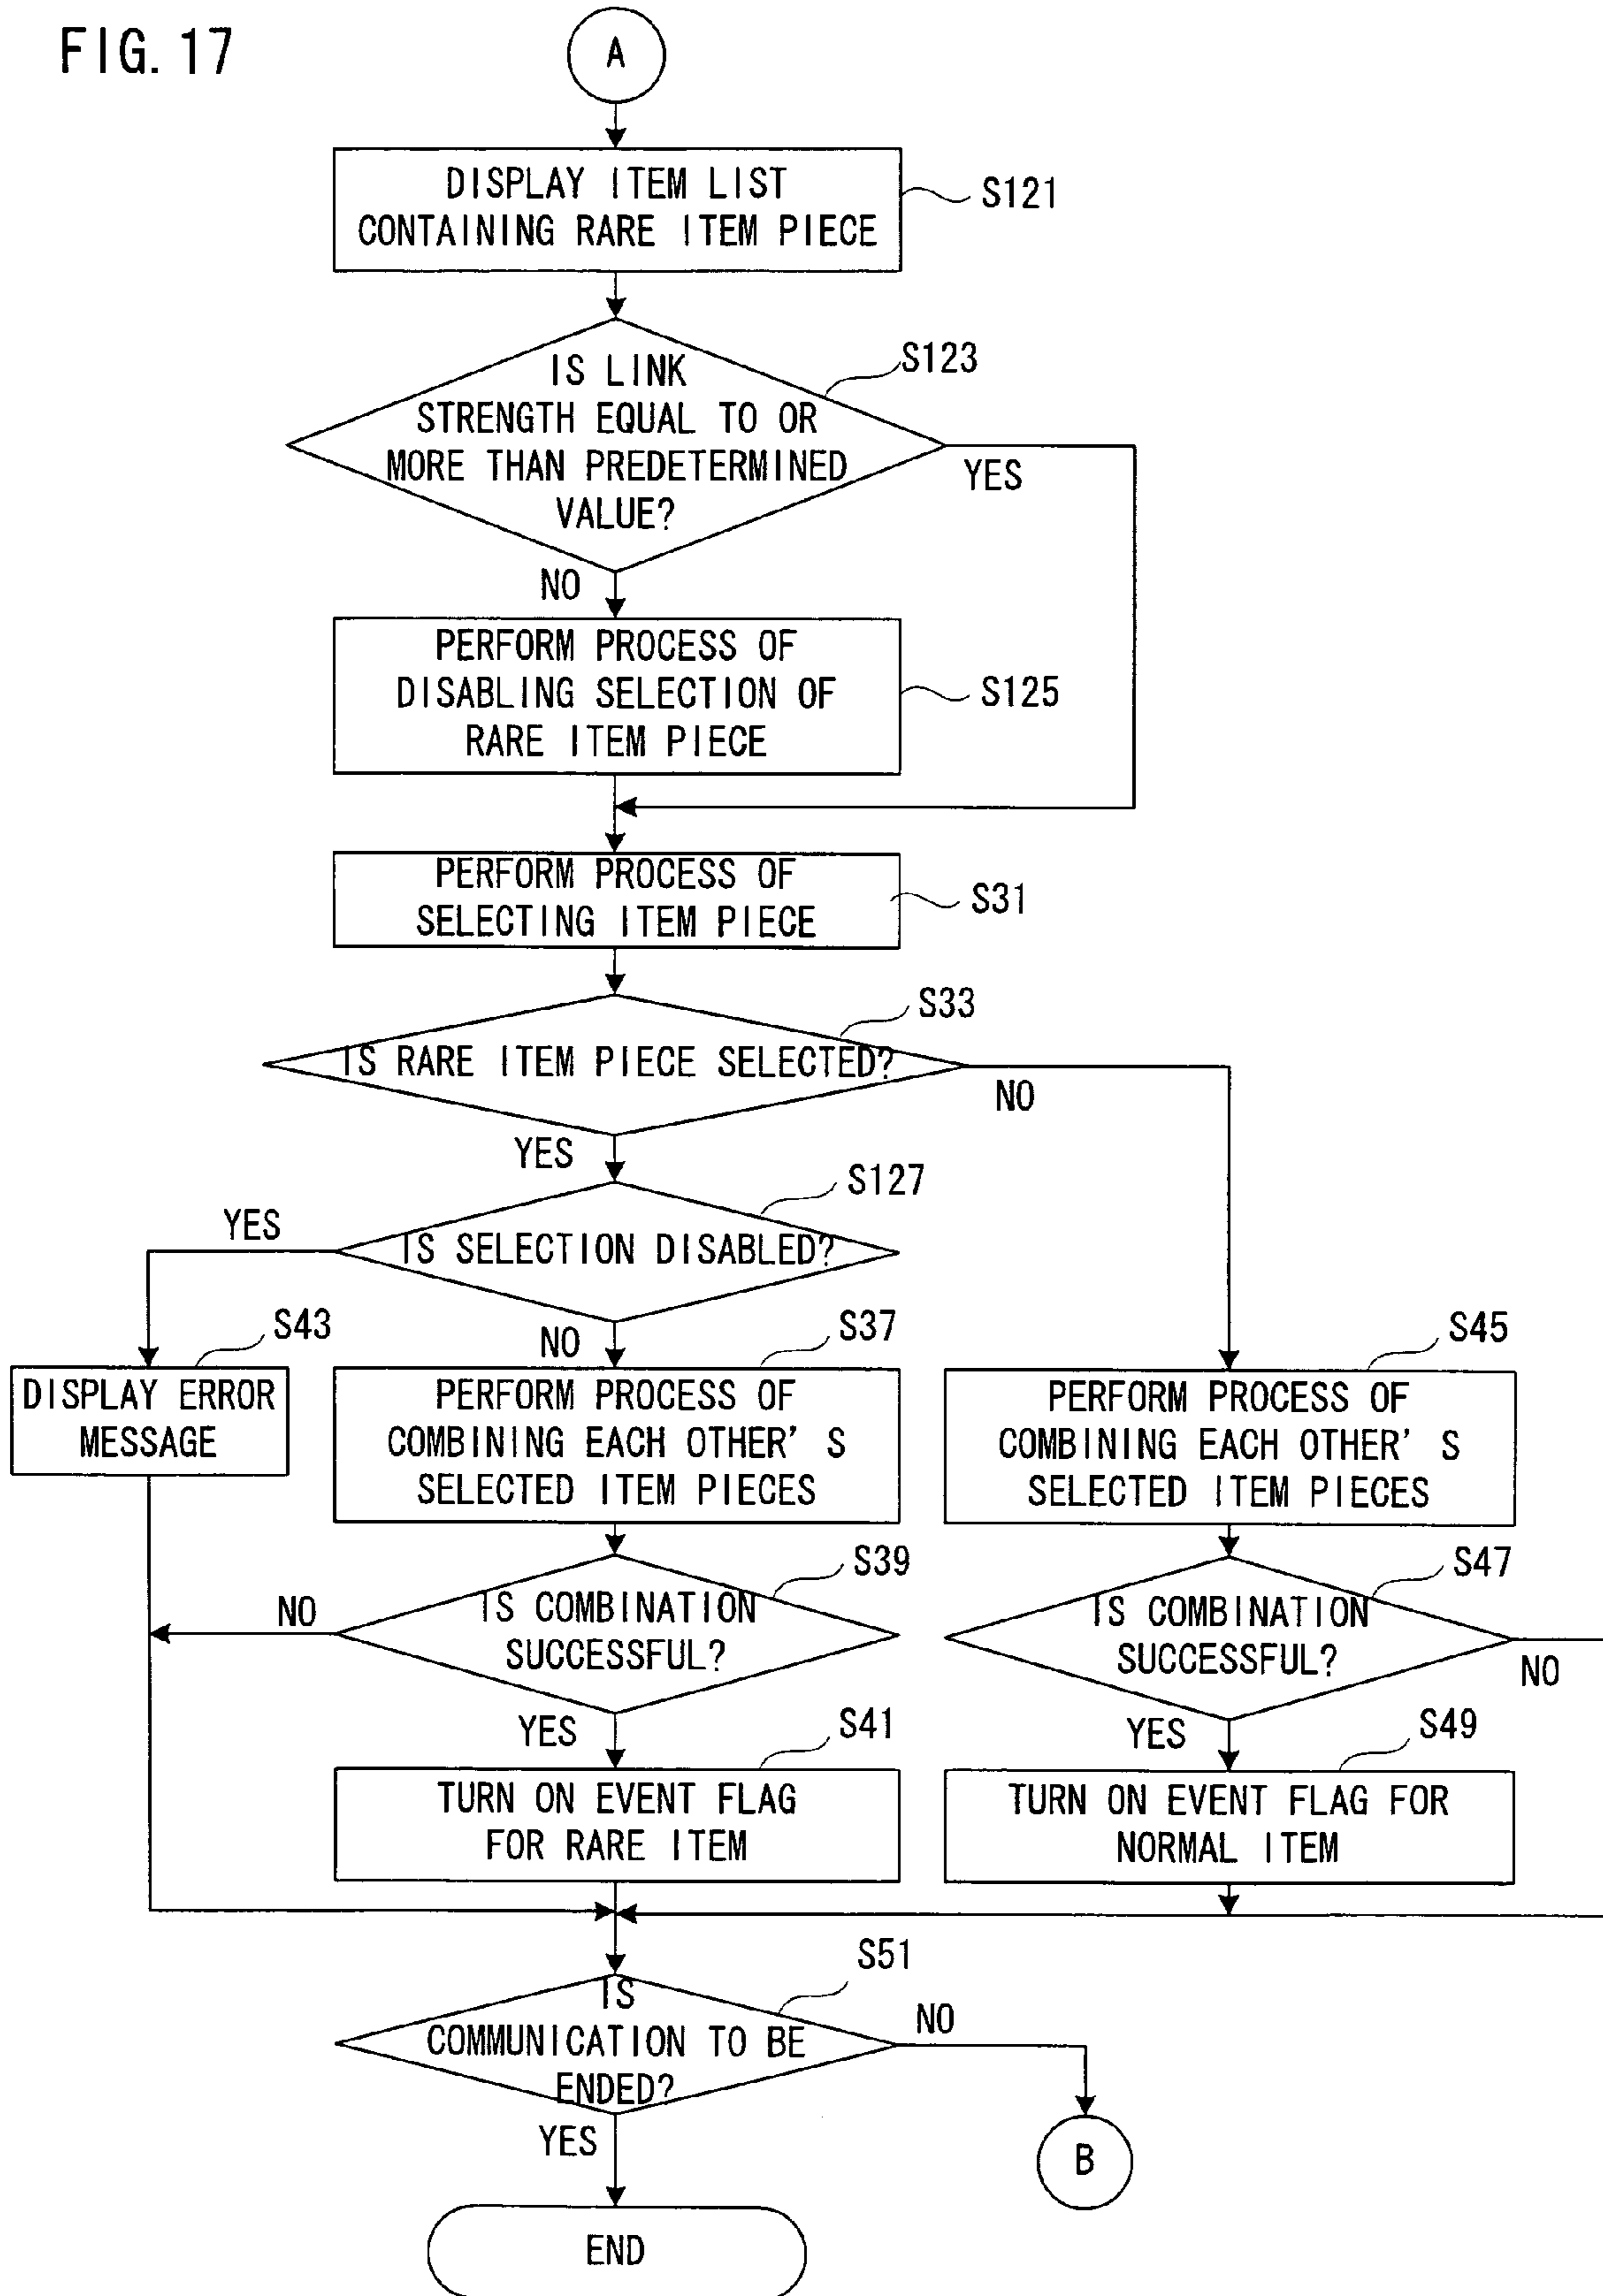 FIG. 17
A
DISPLAY ITEM LIST
CONTAINING RARE ITEM PIECE
S121
IS LINK
STRENGTH EQUAL TO OR
MORE THAN PREDETERMINED
VALUE?
S123
YES
NO
PERFORM PROCESS OF
DISABLING SELECTION OF
RARE ITEM PIECE
S125
PERFORM PROCESS OF
SELECTING ITEM PIECE
S31
IS RARE ITEM PIECE SELECTED?
S33
NO
YES
IS SELECTION DISABLED?
S127
YES
NO
DISPLAY ERROR
MESSAGE
S43
PERFORM PROCESS OF
COMBINING EACH OTHER' S
SELECTED ITEM PIECES
S37
PERFORM PROCESS OF
COMBINING EACH OTHER' S
SELECTED ITEM PIECES
S45
IS COMBINATION
SUCCESSFUL?
S39
NO
YES
IS COMBINATION
SUCCESSFUL?
S47
NO
YES
TURN ON EVENT FLAG
FOR RARE ITEM
S41
TURN ON EVENT FLAG FOR
NORMAL ITEM
S49
IS
COMMUNICATION TO BE
ENDED?
S51
NO
YES
B
END